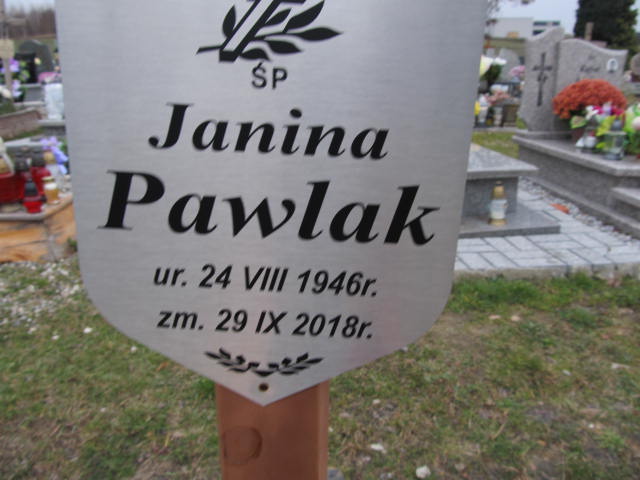 ŚP
Janina
Pawlak
ur. 24 VIII 1946r.
zm. 29 IX 2018r.